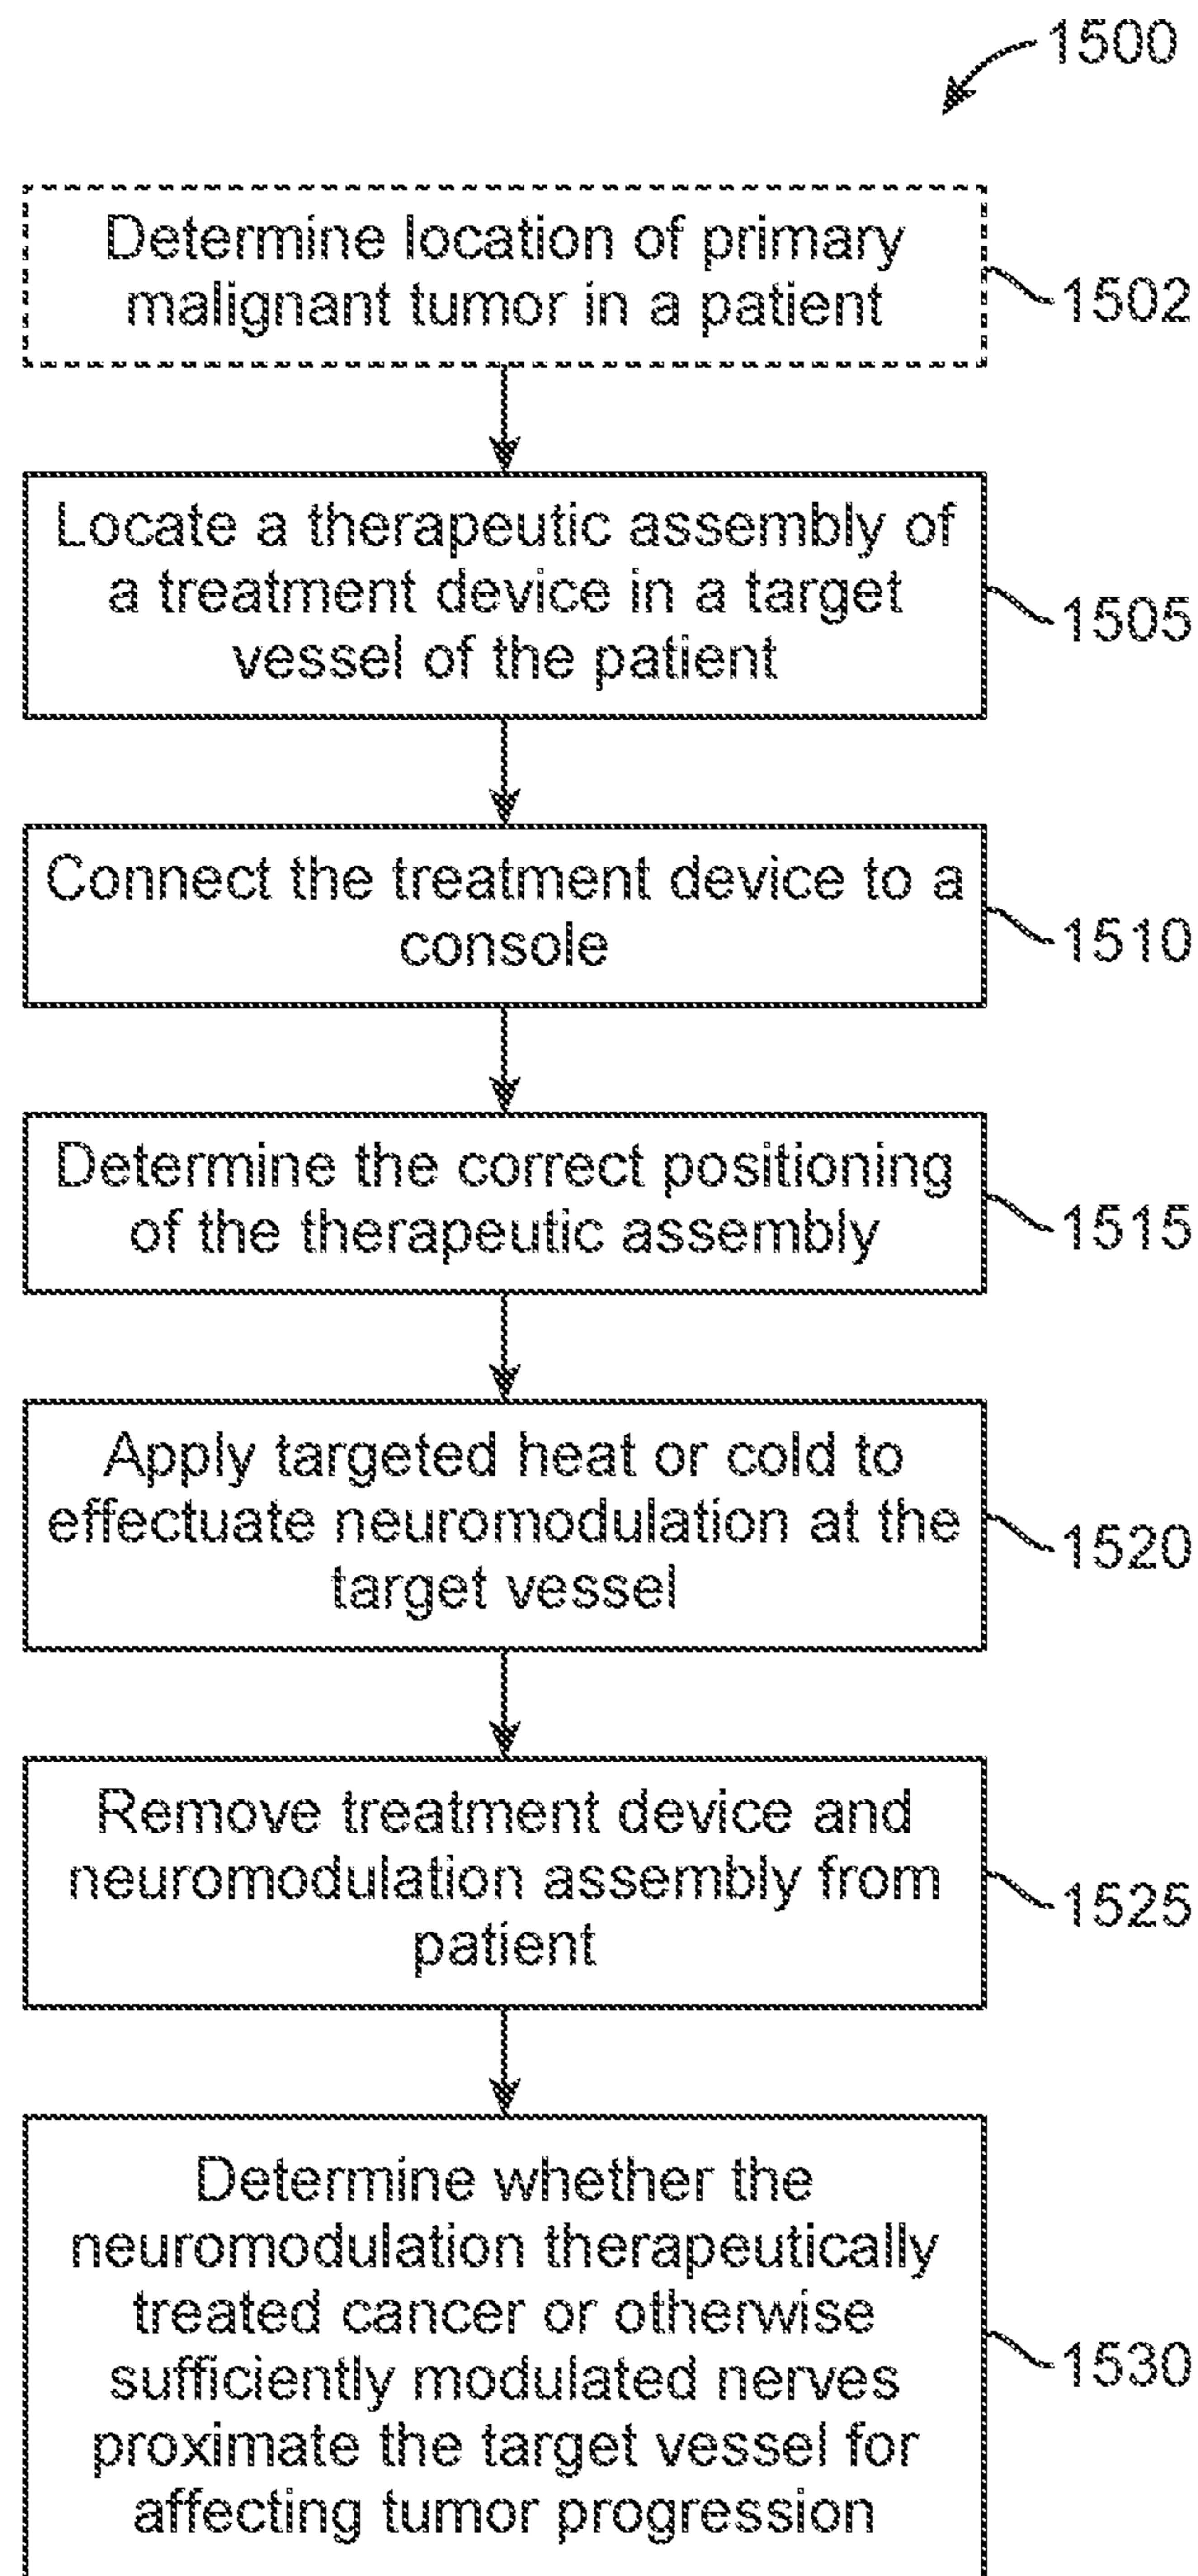 1500
Determine location of primary
malignant tumor in a patient
1502
Locate a therapeutic assembly of
a treatment device in a target
vessel of the patient
1505
Connect the treatment device to a
console
1510
Determine the correct positioning
of the therapeutic assembly
1515
Apply targeted heat or cold to
effectuate neuromodulation at the
target vessel
1520
Remove treatment device and
neuromodulation assembly from
patient
1525
Determine whether the
neuromodulation therapeutically
treated cancer or otherwise
sufficiently modulated nerves
proximate the target vessel for
affecting tumor progression
1530